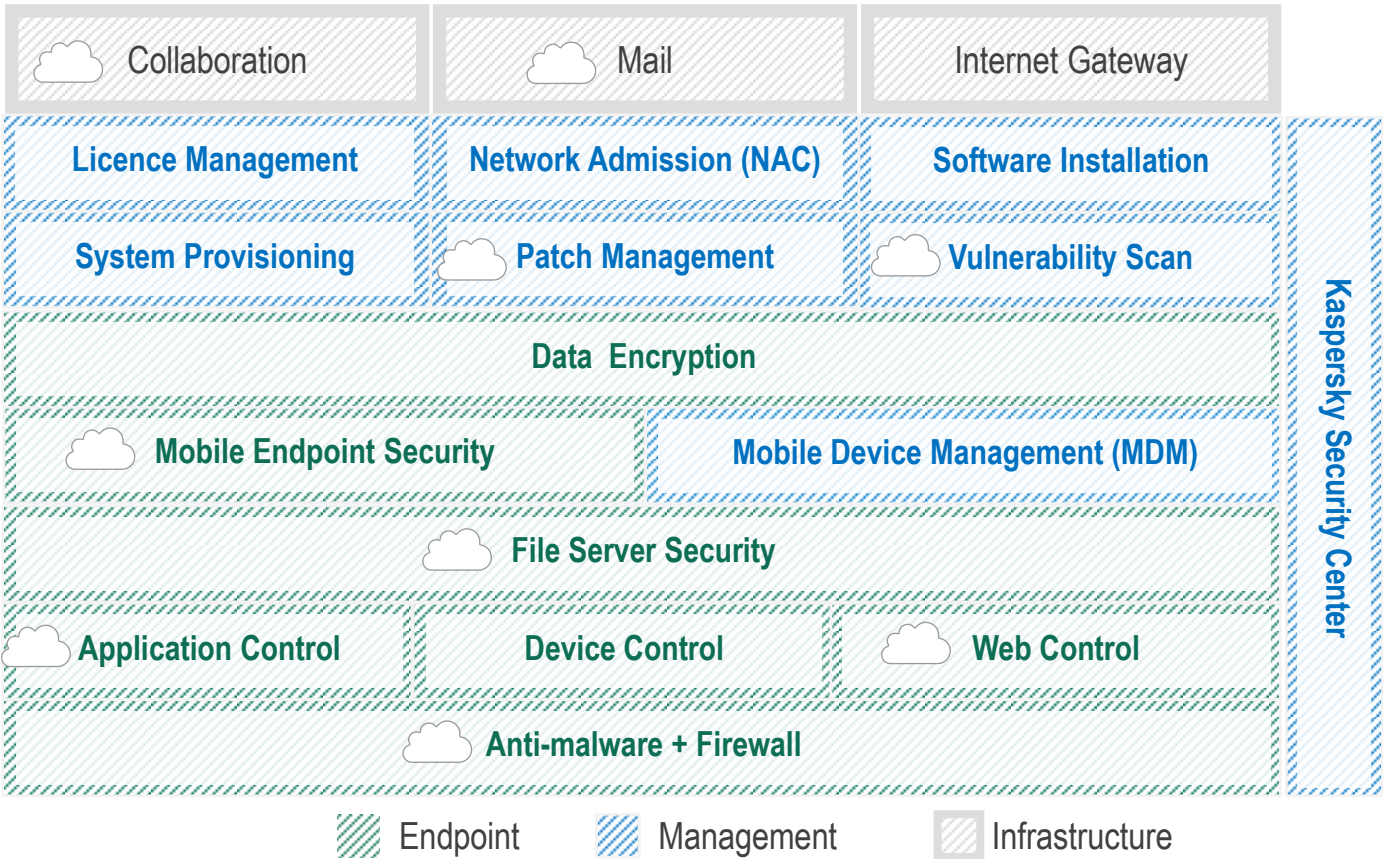 Collaboration
Mail
Internet Gateway
Licence Management
Network Admission (NAC)
Software Installation
System Provisioning
Patch Management
Vulnerability Scan
Data Encryption
Mobile Endpoint Security
Mobile Device Management (MDM)
File Server Security
Application Control
Device Control
Web Control
Anti-malware + Firewall
Kaspersky Security Center
Endpoint
Management
Infrastructure